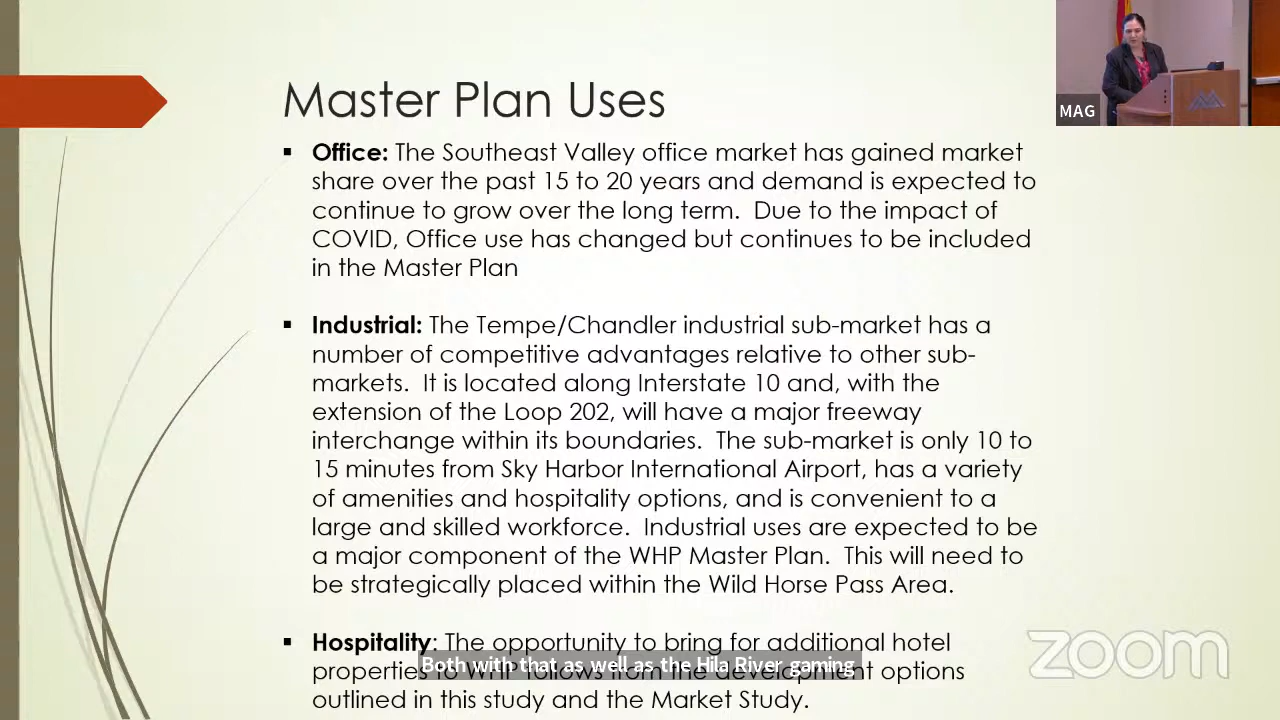 Master Plan Uses
MAG
▪ Office: The Southeast Valley office market has gained market
share over the past 15 to 20 years and demand is expected to
continue to grow over the long term. Due to the impact of
COVID, Office use has changed but continues to be included
in the Master Plan
▪ Industrial: The Tempe/Chandler industrial sub-market has a
number of competitive advantages relative to other sub-
markets. It is located along Interstate 10 and, with the
extension of the Loop 202, will have a major freeway
interchange within its boundaries. The sub-market is only 10 to
15 minutes from Sky Harbor International Airport, has a variety
of amenities and hospitality options, and is convenient to a
large and skilled workforce. Industrial uses are expected to be
a major component of the WHP Master Plan. This will need to
be strategically placed within the Wild Horse Pass Area.
▪ Hospitality: The opportunity to bring for additional hotel
properties to WHP follows from the development options
outlined in this study and the Market Study.
Both with that as well as the Hila River gaming
zoom